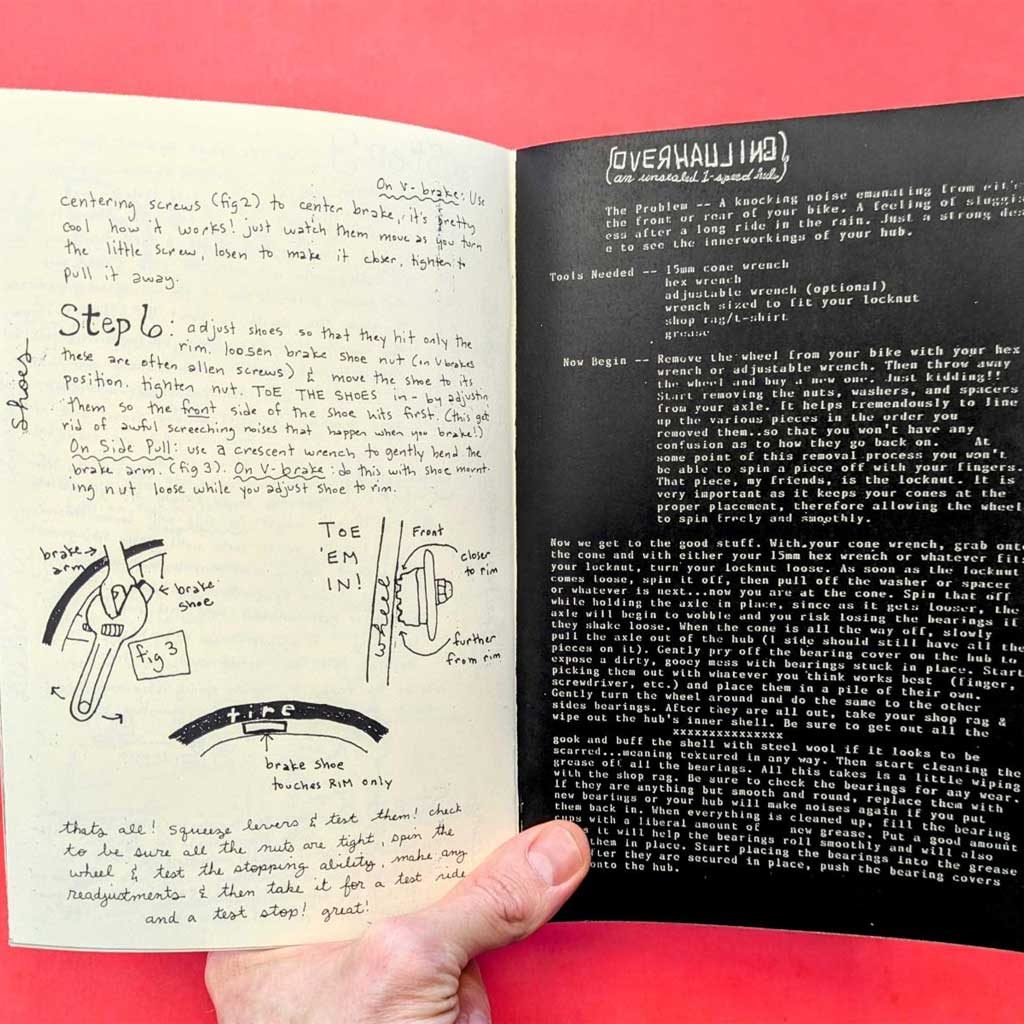 On V-brake: Use
centering screws (fig 2) to center brake, it's pretty
cool how it works! just watch them move as you turn
the little screw, losen to make it closer, tighten to
pull it away.
Shoes
Step 6: adjust shoes so that they hit only the
rim. loosen brake shoe nut (on V brakes
these are often allen screws) & move the shoe to its
position. tighten nut. TOE THE SHOES in - by adjustin
them so the front side of the shoe hits first. (this get
rid of awful screeching noises that happen when you brake!)
On Side Pull: use a crescent wrench to gently bend the
brake arm. (fig 3). On V-brake: do this with shoe mount-
ing nut loose while you adjust shoe to rim.
brake
arm
brake
shoe
fig 3
TOE
'EM
IN!
wheel
Front
closer
to rim
further
from rim
tire
brake shoe
touches RIM only
thats all! squeeze levers & test them! check
to be sure all the nuts are tight, spin the
wheel & test the stopping ability, make any
readjustments & then take it for a test ride
and a test stop! great!
(OVERHAULING)
an unsealed 1-speed hub
The Problem -- A knocking noise emanating from
the front or rear of your bike. A feeling of
ess after a long ride in the rain. Just a strong
e to see the innerworkings of your hub.
Tools Needed -- 15mm cone wrench
hex wrench
adjustable wrench (optional)
wrench sized to fit your locknut
shop rag/t-shirt
grease
Now Begin -- Remove the wheel from your bike with your hex
wrench or adjustable wrench. Then throw away
the wheel and buy a new one. Just kidding!!
Start removing the nuts, washers, and spacers
from your axle. It helps tremendously to line
up the various pieces in the order you
removed them..so that you won't have any
confusion as to how they go back on. At
some point of this removal process you won't
be able to spin a piece off with your fingers.
That piece, my friends, is the locknut. It is
very important as it keeps your cones at the
proper placement, therefore allowing the wheel
to spin freely and smoothly.
Now we get to the good stuff. With your cone wrench, grab onto
the cone and with either your 15mm hex wrench or whatever fits
your locknut, turn your locknut loose. As soon as the locknut
comes loose, spin it off, then pull off the washer or spacer
or whatever is next...now you are at the cone. Spin that off
while holding the axle in place, since as it gets looser, the
axle will begin to wobble and you risk losing the bearings if
they shake loose. When the cone is all the way off, slowly
pull the axle out of the hub (1 side should still have all the
pieces on it). Gently pry off the bearing cover on the hub to
expose a dirty, gooey mess with bearings stuck in place. Start
picking them out with whatever you think works best (finger,
screwdriver, etc.) and place them in a pile of their own.
Gently turn the wheel around and do the same to the other
sides bearings. After they are all out, take your shop rag &
wipe out the hub's inner shell. Be sure to get out all the
xxxxxxxxxxxxxxx
gook and buff the shell with steel wool if it looks to be
scarred...meaning textured in any way. Then start cleaning the
grease off all the bearings. All this takes is a little wiping
with the shop rag. Be sure to check the bearings for any wear.
If they are anything but smooth and round, replace them with
new bearings or your hub will make noises again if you put
them back in. When everything is cleaned up, fill the bearing
cups with a liberal amount of new grease. Put a good amount
it will help the bearings roll smoothly and will also
them in place. Start placing the bearings into the grease
fter they are secured in place, push the bearing covers
onto the hub.